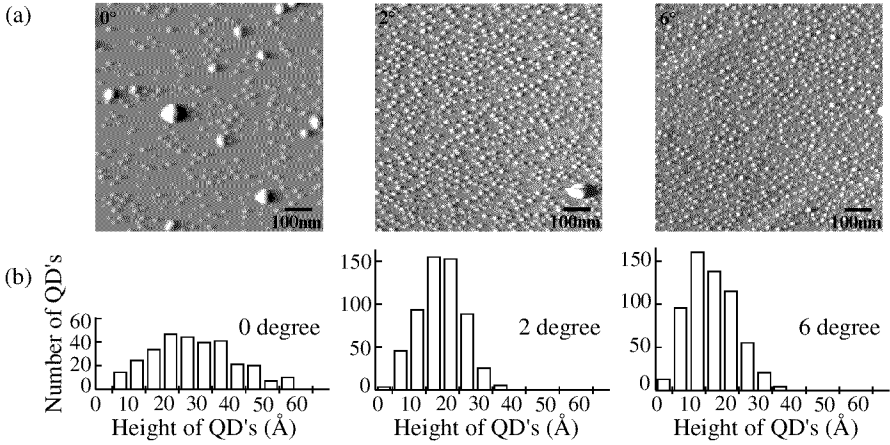 (a)
0°
2°
6°
100nm
100nm
100nm
(b)
Number of QD's
60
40
20
0
0 degree
0 10 20 30 40 50 60
Height of QD's (Å)
150
100
50
0
2 degree
0 10 20 30 40 50 60
Height of QD's (Å)
150
100
50
0
6 degree
0 10 20 30 40 50 60
Height of QD's (Å)